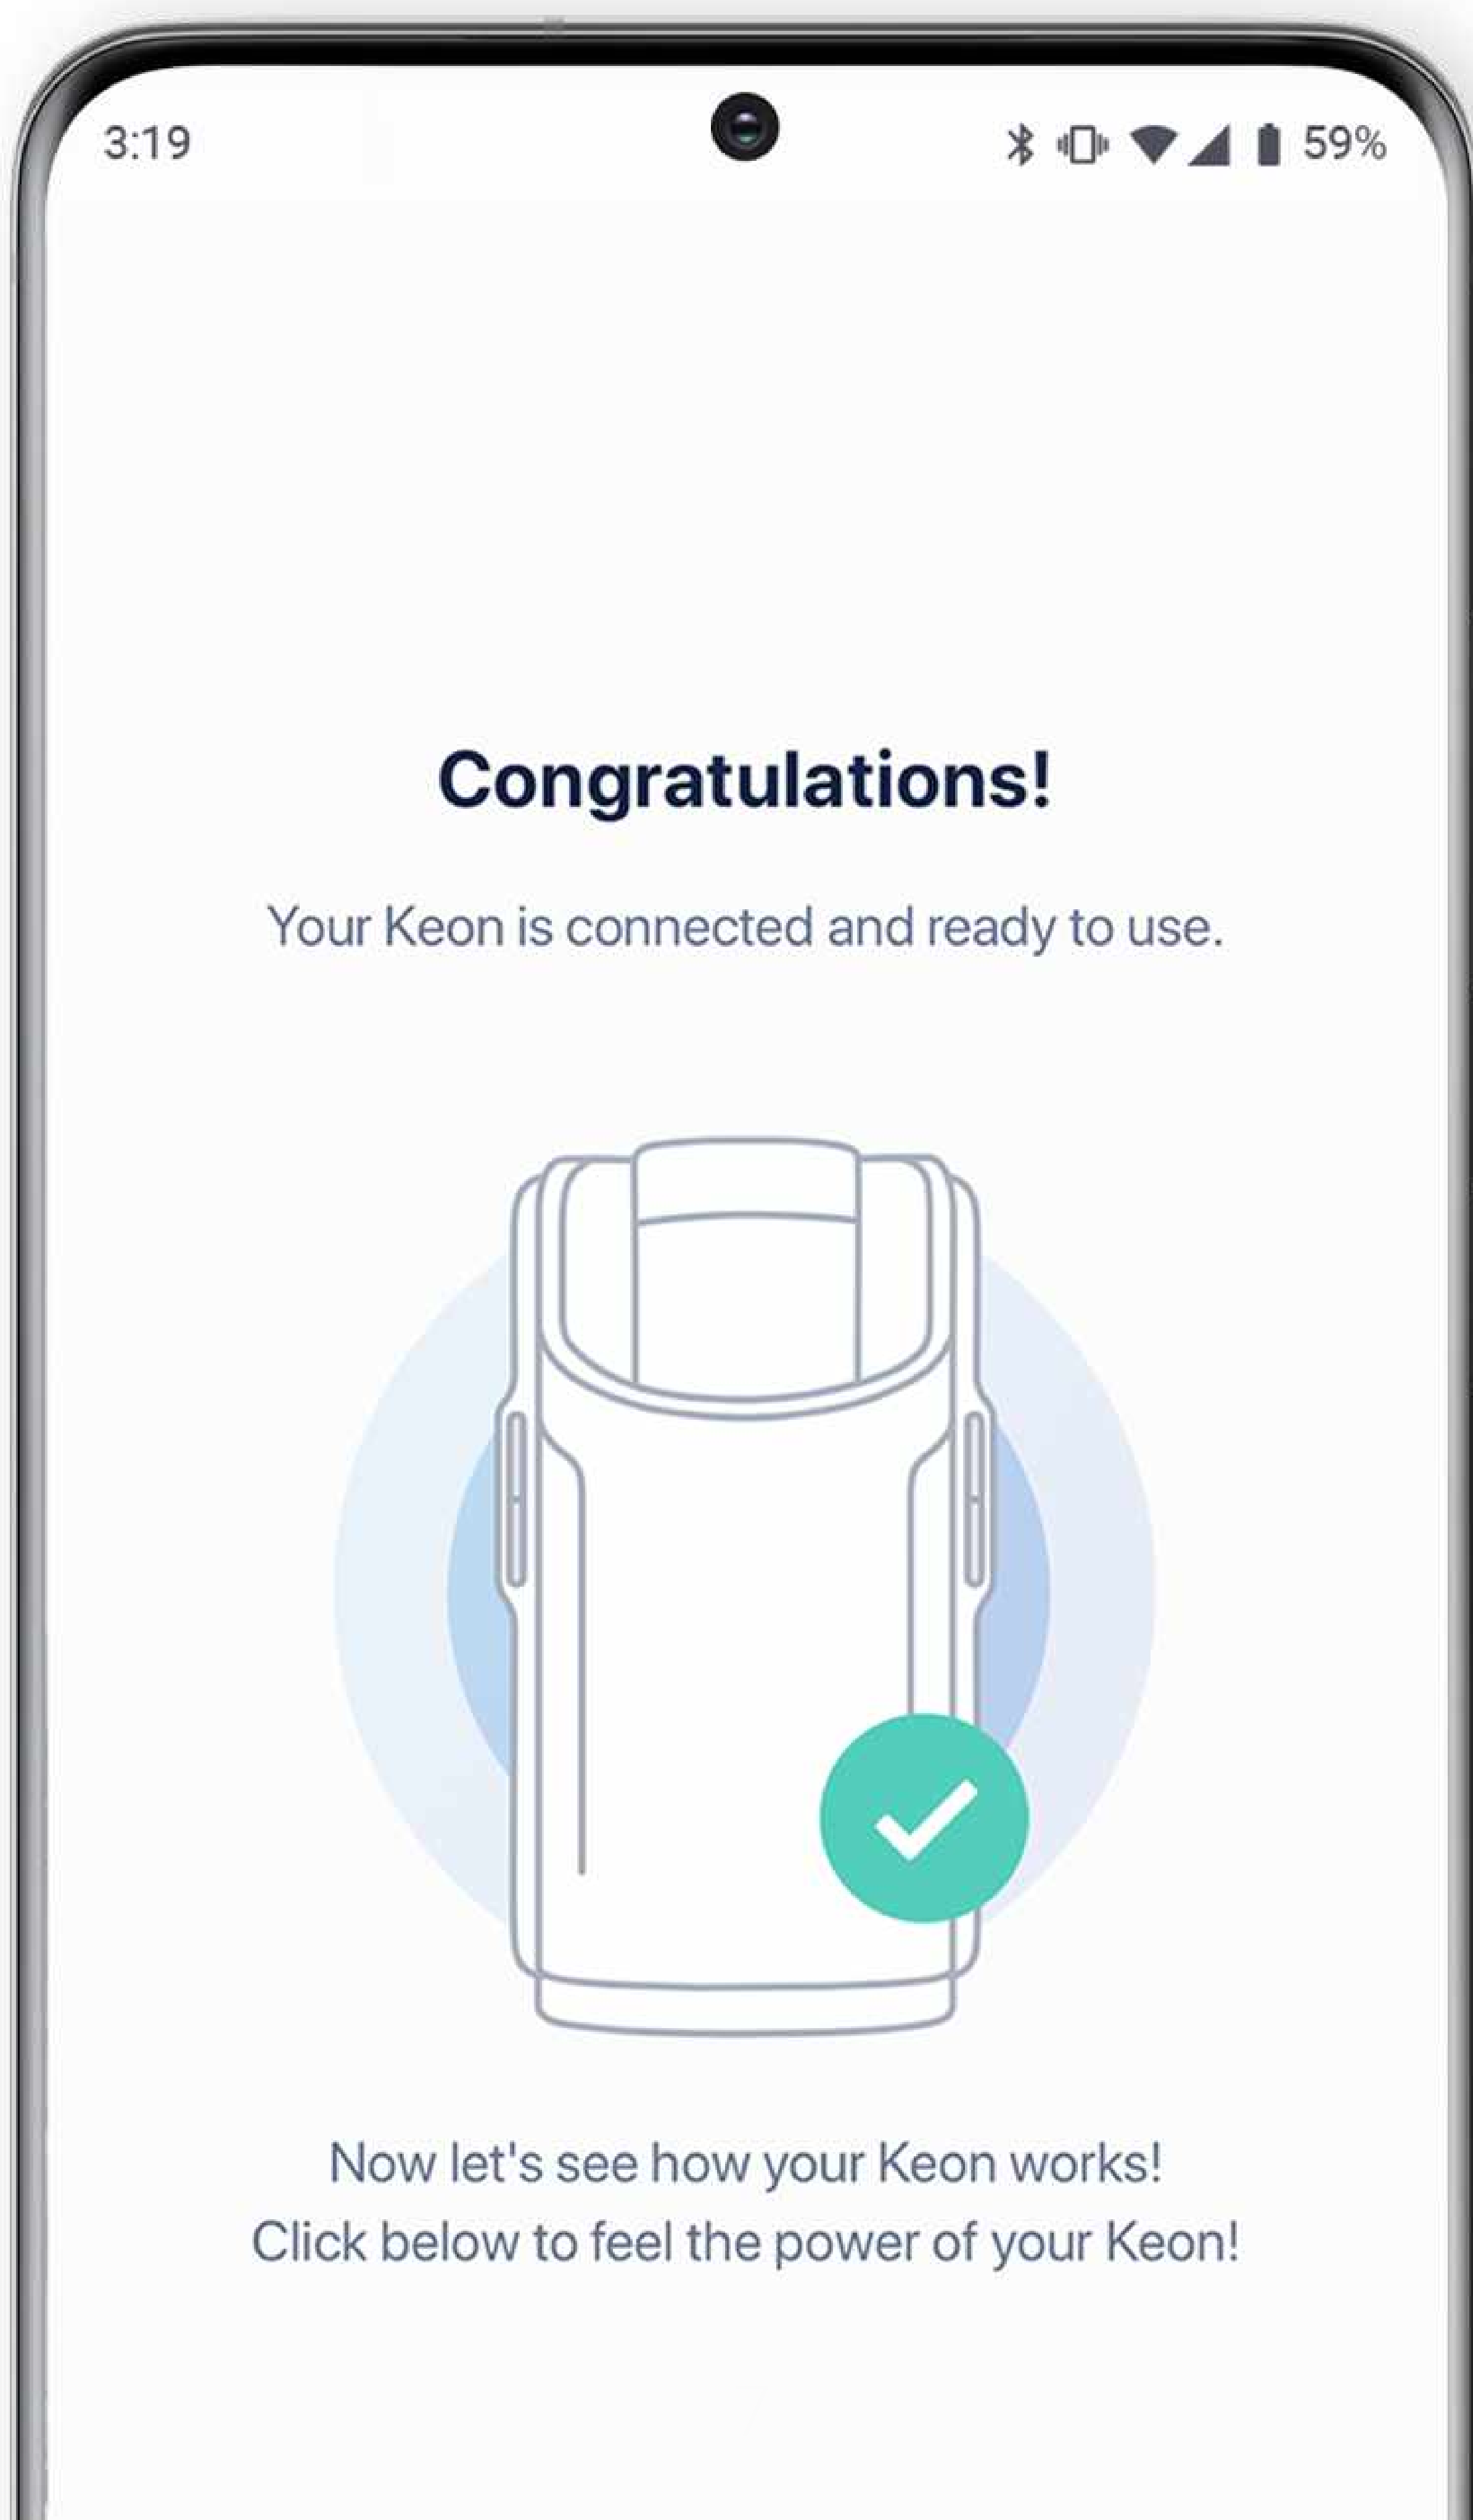 3:19
59%
Congratulations!
Your Keon is connected and ready to use.
Now let's see how your Keon works!
Click below to feel the power of your Keon!